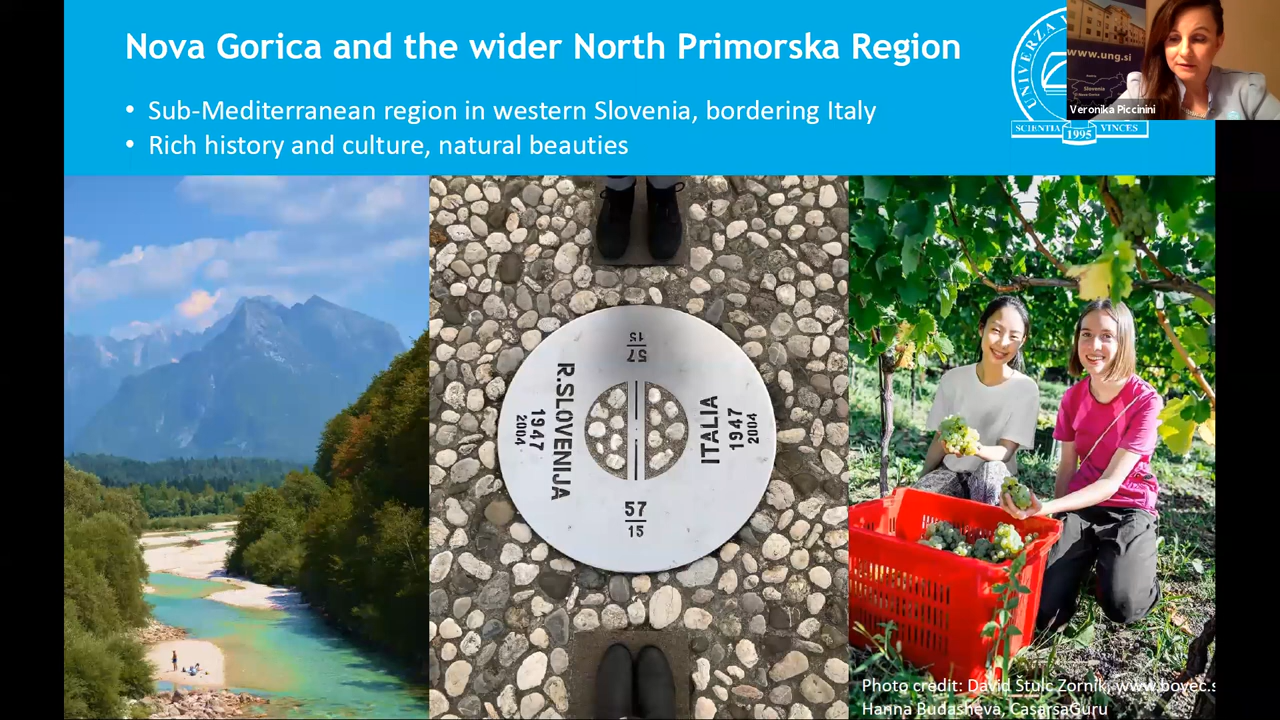 Nova Gorica and the wider North Primorska Region
• Sub-Mediterranean region in western Slovenia, bordering Italy
• Rich history and culture, natural beauties
UNIVERZA
SCIENTIA 1995 VINCES
www.ung.si
Slovenia
Veronika Piccinini
57
15
R.SLOVENIJA
1947
2004
ITALIA
1947
2004
57
15
Photo credit: David Štulc Zornik, www.bovec.s
Hanna Budasheva, CasarsaGuru